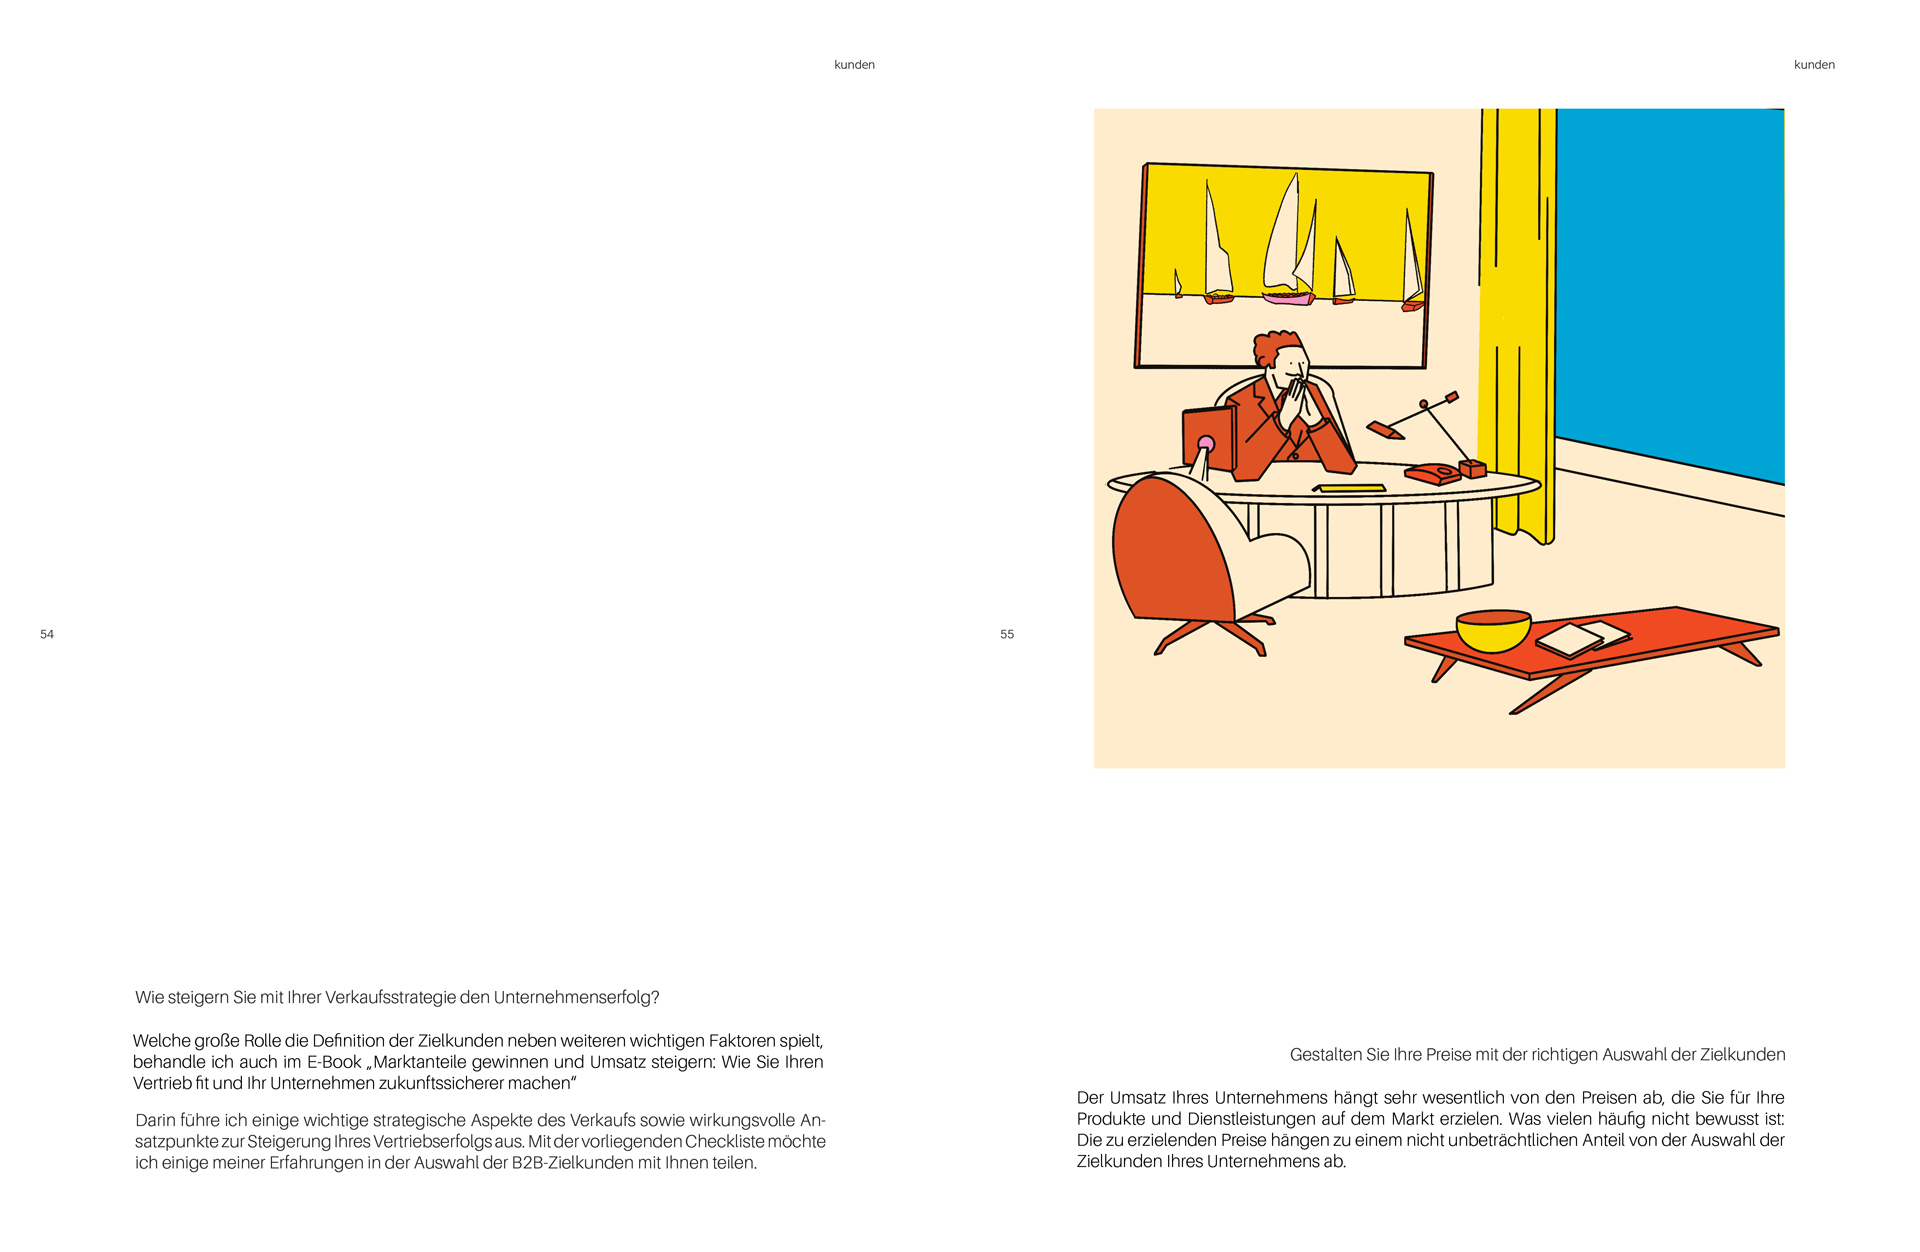 kunden
54
Wie steigern Sie mit Ihrer Verkaufsstrategie den Unternehmenserfolg?
Welche große Rolle die Definition der Zielkunden neben weiteren wichtigen Faktoren spielt,
behandle ich auch im E-Book „Marktanteile gewinnen und Umsatz steigern: Wie Sie Ihren
Vertrieb fit und Ihr Unternehmen zukunftssicherer machen“
Darin führe ich einige wichtige strategische Aspekte des Verkaufs sowie wirkungsvolle An-
satzpunkte zur Steigerung Ihres Vertriebserfolgs aus. Mit der vorliegenden Checkliste möchte
ich einige meiner Erfahrungen in der Auswahl der B2B-Zielkunden mit Ihnen teilen.
kunden
55
Gestalten Sie Ihre Preise mit der richtigen Auswahl der Zielkunden
Der Umsatz Ihres Unternehmens hängt sehr wesentlich von den Preisen ab, die Sie für Ihre
Produkte und Dienstleistungen auf dem Markt erzielen. Was vielen häufig nicht bewusst ist:
Die zu erzielenden Preise hängen zu einem nicht unbeträchtlichen Anteil von der Auswahl der
Zielkunden Ihres Unternehmens ab.